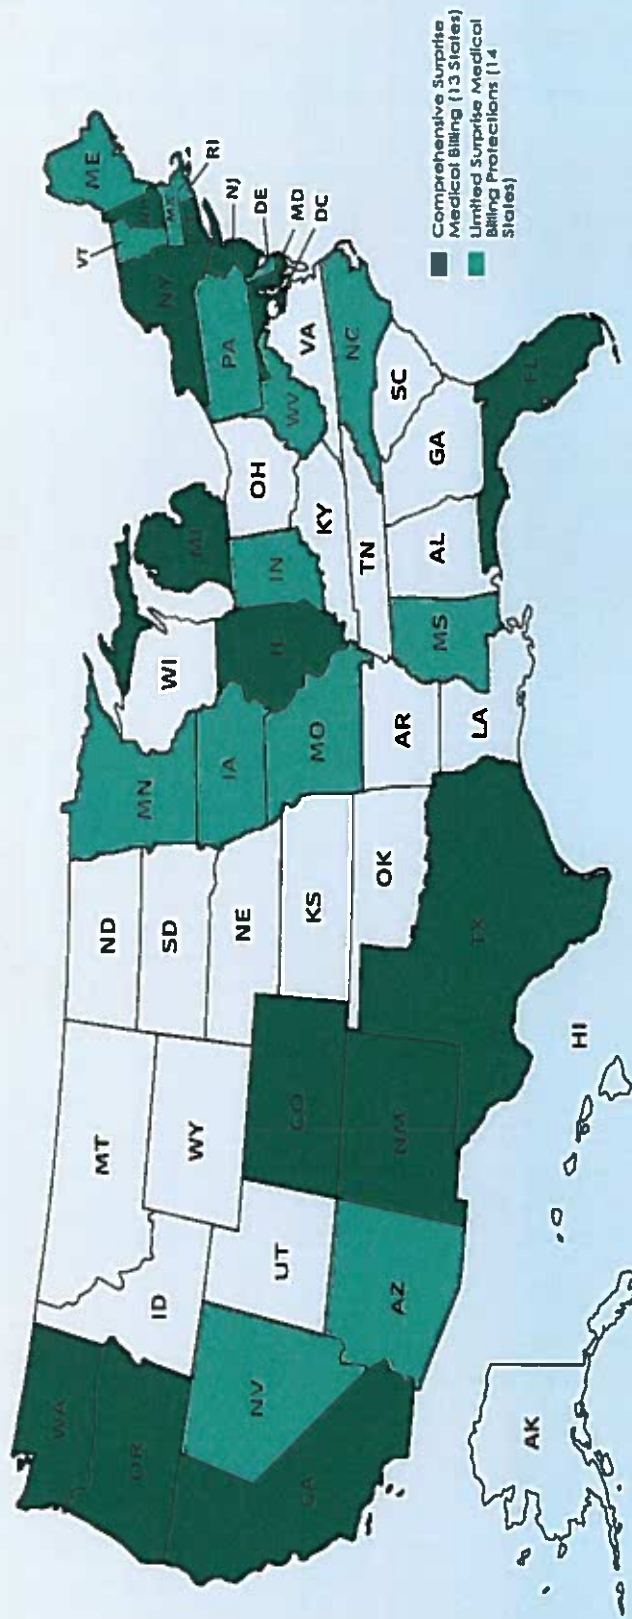 WA
OR
CA
NV
ID
MT
WY
UT
AZ
CO
NM
ND
SD
NE
KS
OK
TX
MN
IA
MO
AR
LA
WI
IL
MI
IN
OH
KY
TN
MS
AL
GA
FL
SC
NC
VA
WV
PA
NY
VT
ME
RI
NJ
DE
MD
DC
AK
HI
Comprehensive Surprise
Medical Billing (13 States)
Limited Surprise Medical
Billing Protections (14
States)